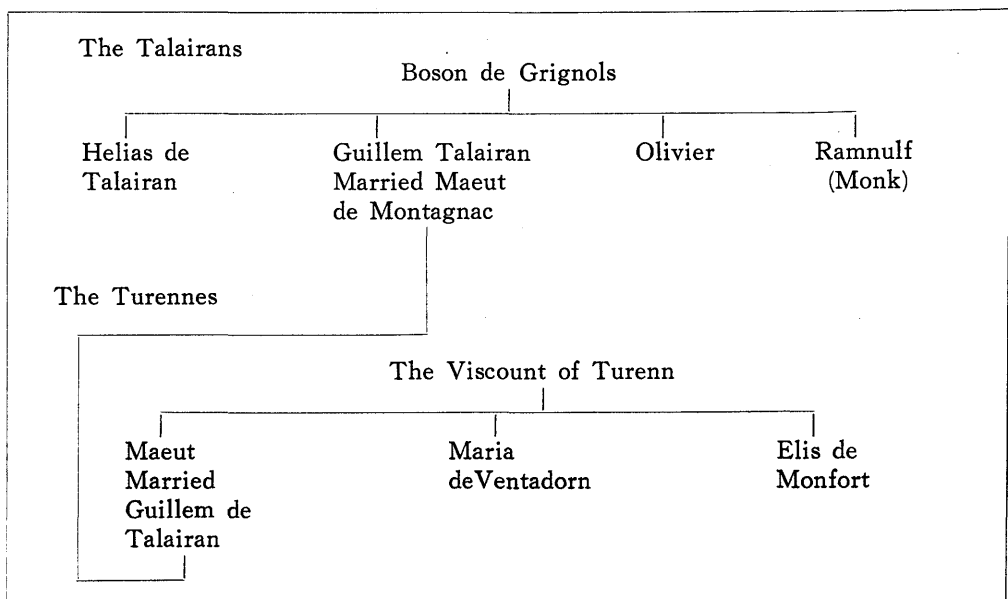 The Talairans
Boson de Grignols
Helias de
Talairan
Guillem Talairan
Married Maeut
de Montagnac
Olivier
Ramnulf
(Monk)
The Turennes
The Viscount of Turenn
Maeut
Married
Guillem de
Talairan
Maria
deVentadorn
Elis de
Monfort